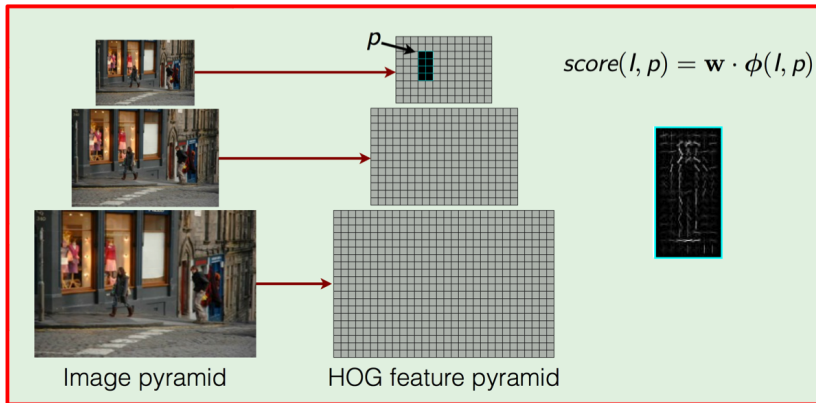 p
score(I, p) = w · ϕ(I, p)
Image pyramid
HOG feature pyramid